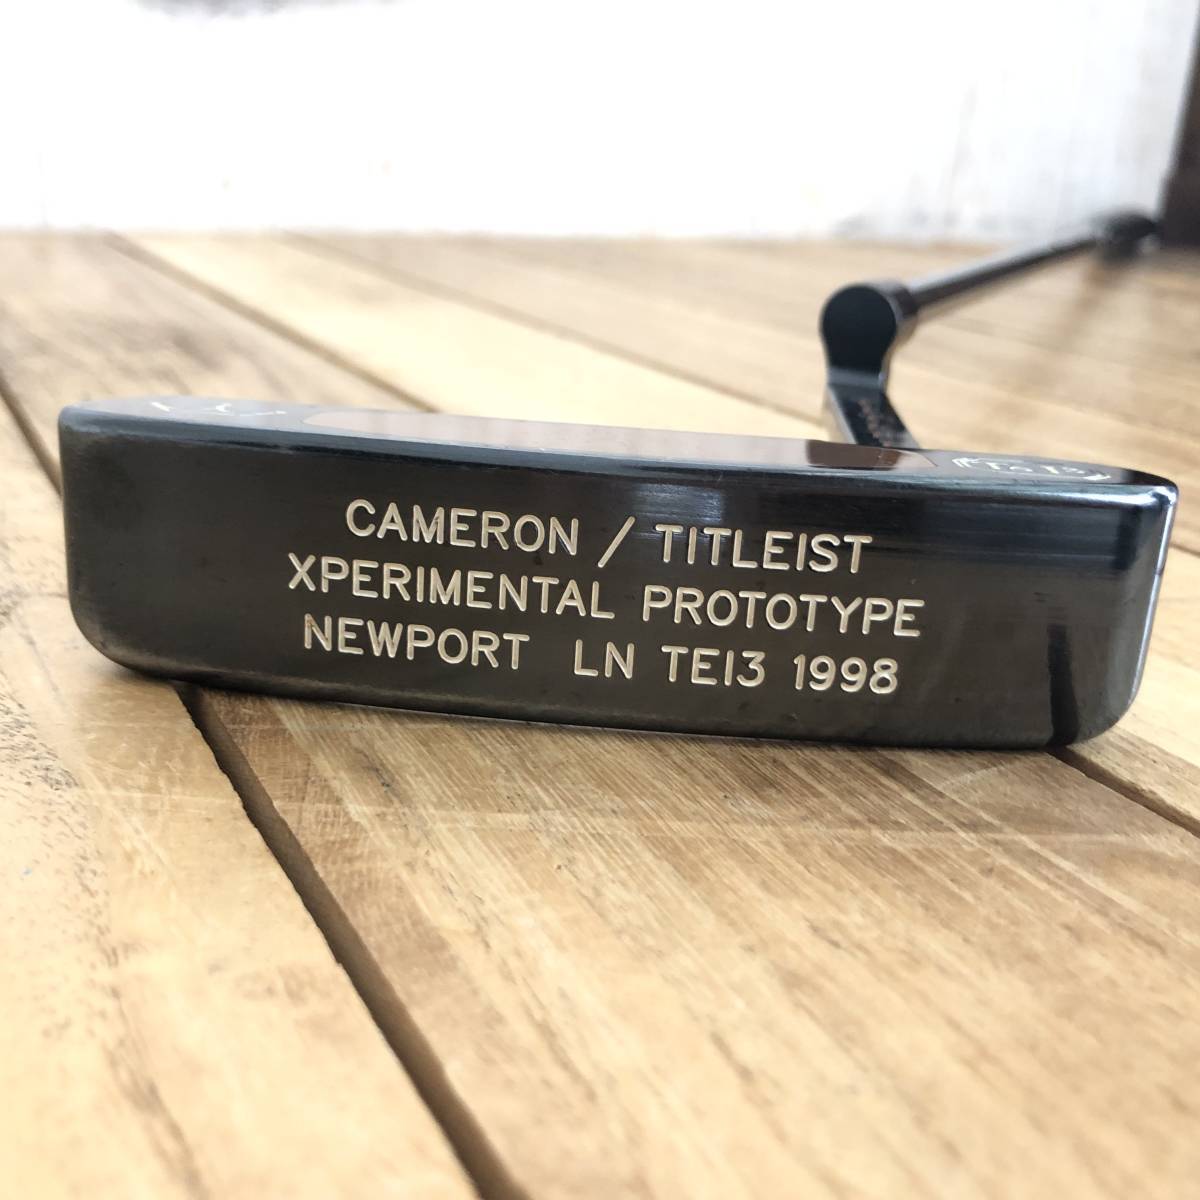 CAMERON / TITLEIST
XPERIMENTAL PROTOTYPE
NEWPORT LN TEI3 1998